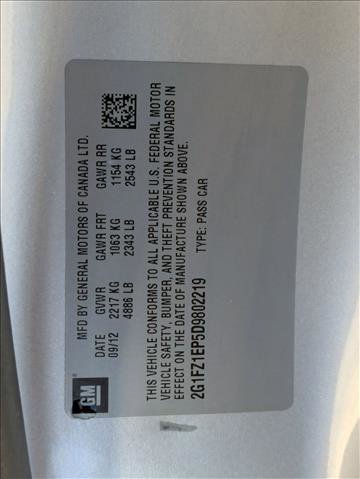 MFD BY GENERAL MOTORS OF CANADA LTD.
DATE GVWR GAWR FRT GAWR RR
09/12 2217 KG 1063 KG 1154 KG
4886 LB 2343 LB 2543 LB
THIS VEHICLE CONFORMS TO ALL APPLICABLE U.S. FEDERAL MOTOR
VEHICLE SAFETY, BUMPER, AND THEFT PREVENTION STANDARDS IN
EFFECT ON THE DATE OF MANUFACTURE SHOWN ABOVE.
2G1FZ1EP5D9802219 TYPE: PASS CAR
GM